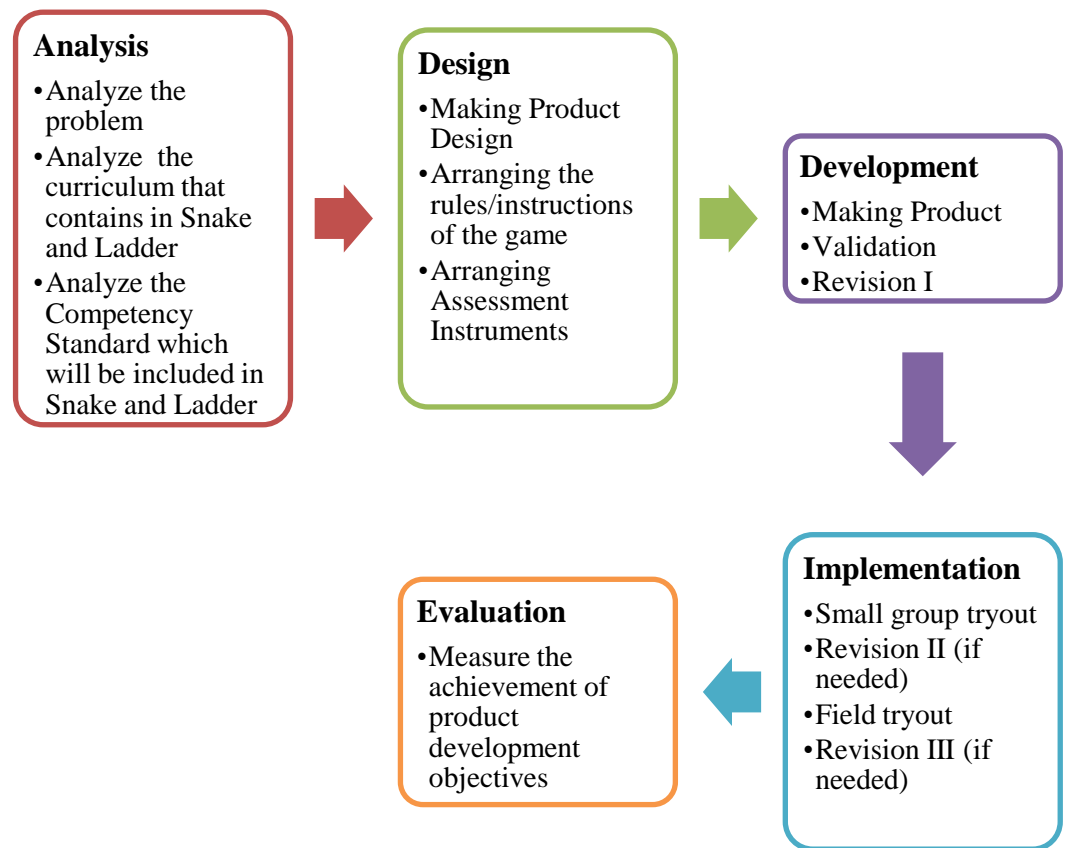 Analysis
•Analyze the
problem
•Analyze the
curriculum that
contains in Snake
and Ladder
•Analyze the
Competency
Standard which
will be included in
Snake and Ladder
Design
•Making Product
Design
•Arranging the
rules/instructions
of the game
•Arranging
Assessment
Instruments
Development
•Making Product
•Validation
•Revision I
Implementation
•Small group tryout
•Revision II (if
needed)
•Field tryout
•Revision III (if
needed)
Evaluation
•Measure the
achievement of
product
development
objectives